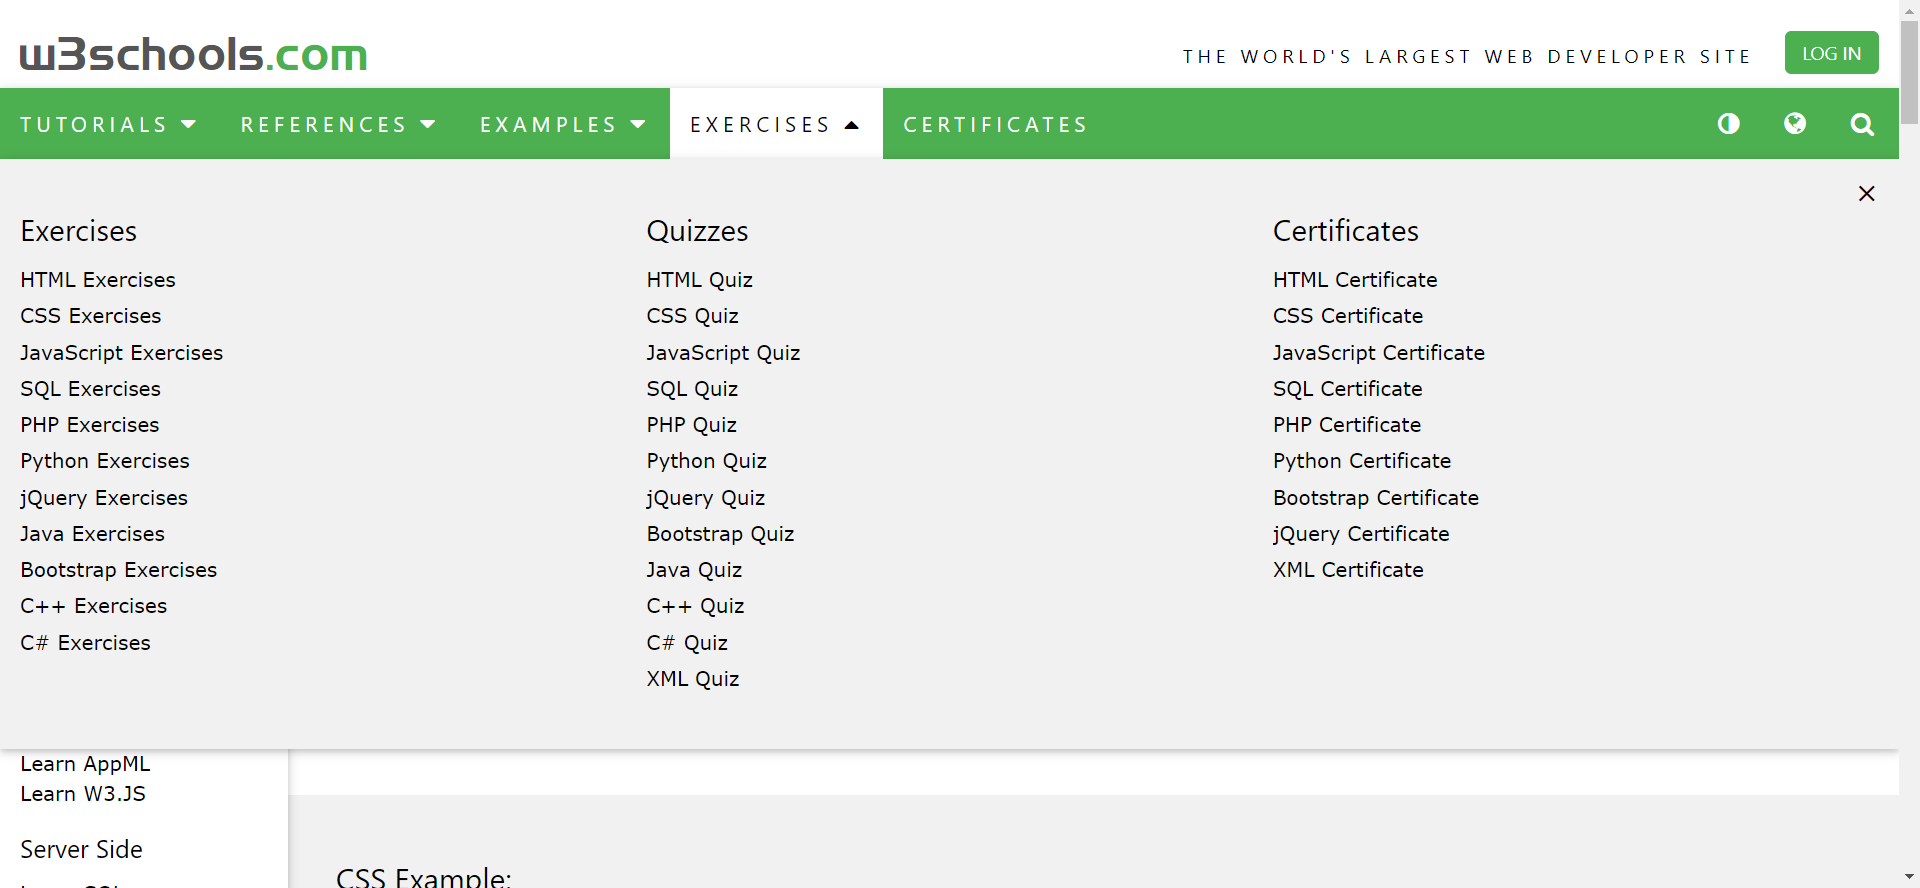 w3schools.com
THE WORLD'S LARGEST WEB DEVELOPER SITE
LOG IN
TUTORIALS
REFERENCES
EXAMPLES
EXERCISES
CERTIFICATES
Exercises
HTML Exercises
CSS Exercises
JavaScript Exercises
SQL Exercises
PHP Exercises
Python Exercises
jQuery Exercises
Java Exercises
Bootstrap Exercises
C++ Exercises
C# Exercises
Quizzes
HTML Quiz
CSS Quiz
JavaScript Quiz
SQL Quiz
PHP Quiz
Python Quiz
jQuery Quiz
Bootstrap Quiz
Java Quiz
C++ Quiz
C# Quiz
XML Quiz
Certificates
HTML Certificate
CSS Certificate
JavaScript Certificate
SQL Certificate
PHP Certificate
Python Certificate
Bootstrap Certificate
jQuery Certificate
XML Certificate
Learn AppML
Learn W3.JS
Server Side
CSS Example: